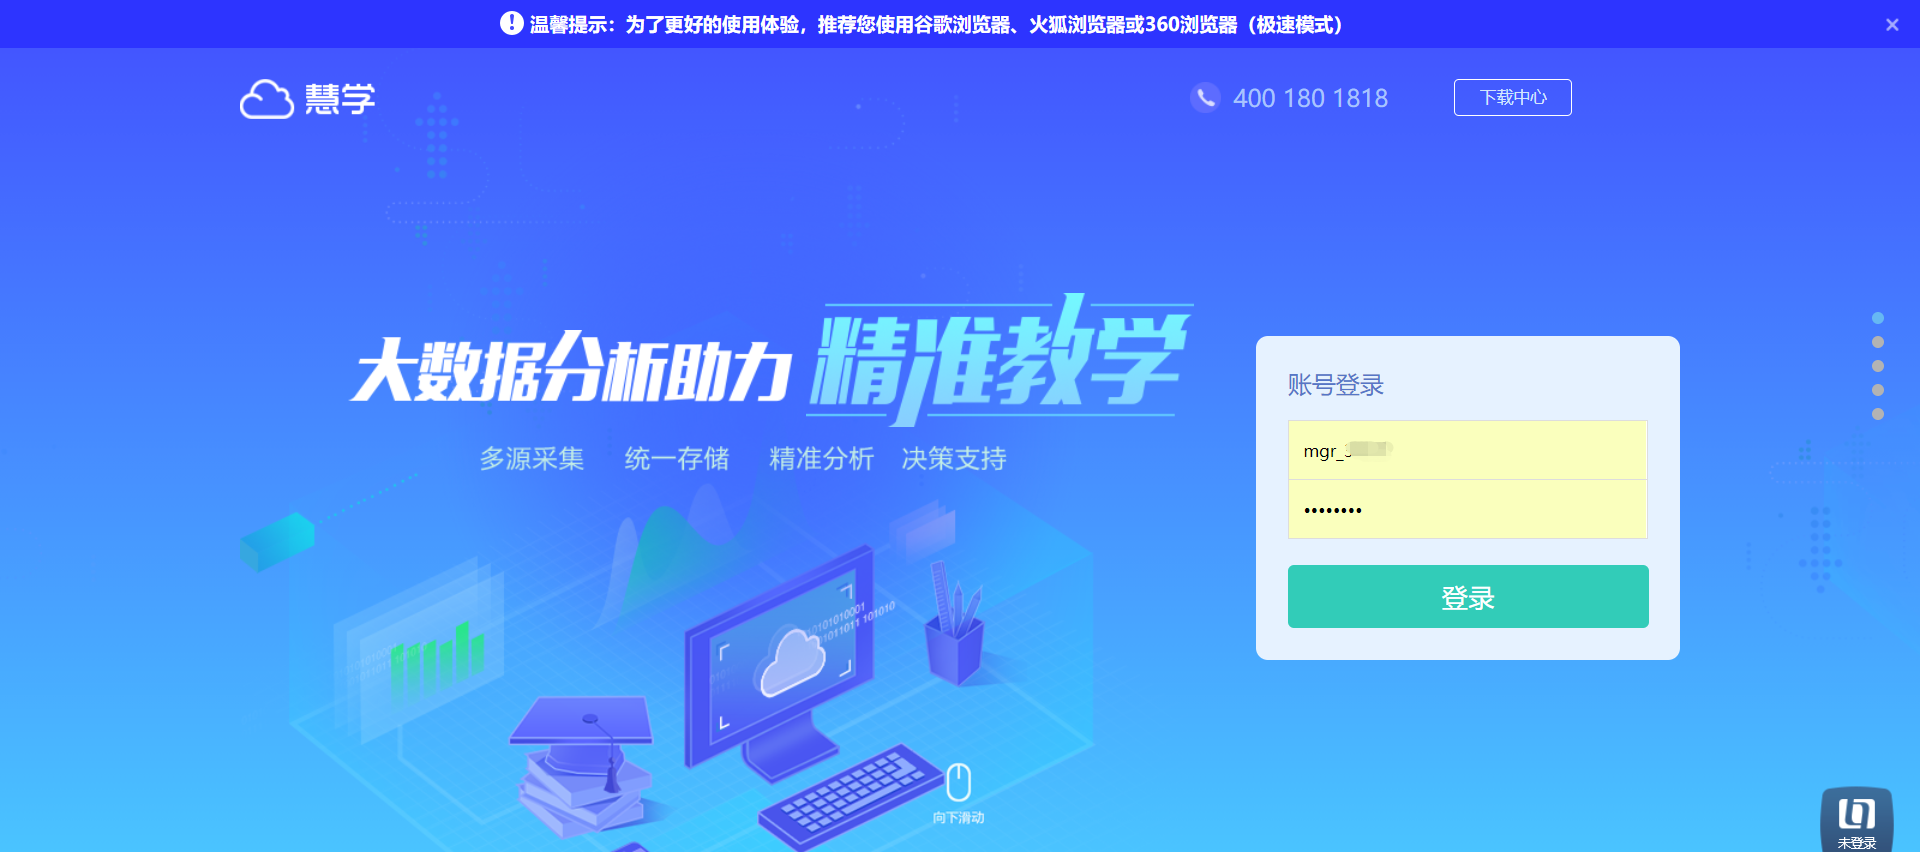 温馨提示：为了更好的使用体验，推荐您使用谷歌浏览器、火狐浏览器或360浏览器（极速模式）
慧学
400 180 1818
下载中心
大数据分析助力 精准教学
多源采集 统一存储 精准分析 决策支持
账号登录
mgr_
登录
01010101000
01011011 101010
向下滑动
未登录